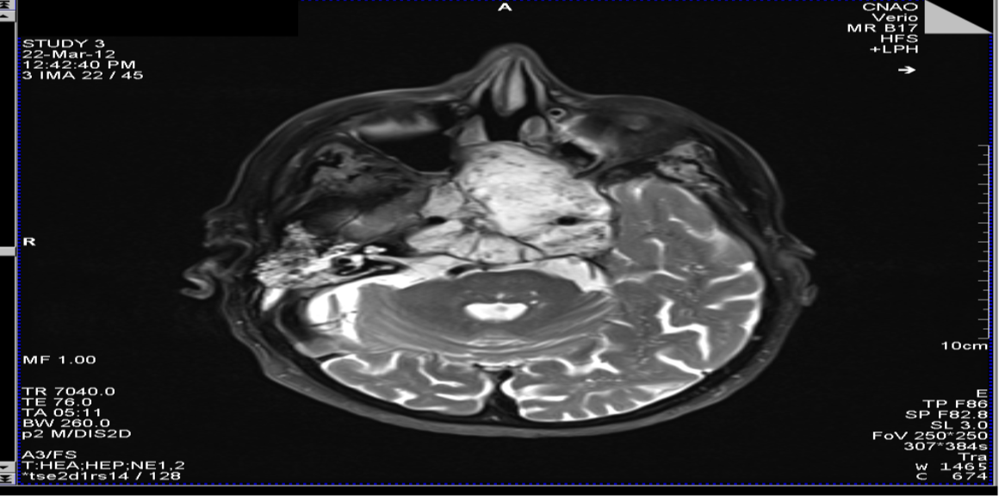 A
CNAO
Verio
MR B17
HFS
+LPH
STUDY 3
22-Mar-12
12:42:40 PM
3 IMA 22 / 45
R
10cm
MF 1.00
TR 7040.0
TE 76.0
TA 05:11
BW 260.0
p2 M/DIS2D
A3/FS
T:HEA;HEP;NE1,2
*tse2d1rs14 / 128
E
TP F86
SP F82.8
SL 3.0
FoV 250*250
307*384s
Tra
W 1465
C 674